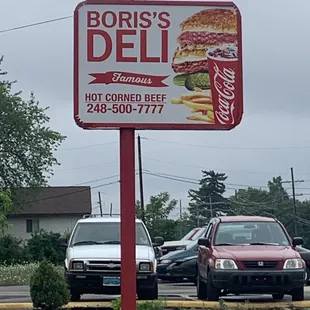 BORIS'S
DELI
Famous
HOT CORNED BEEF
248-500-7777
Coca-Cola